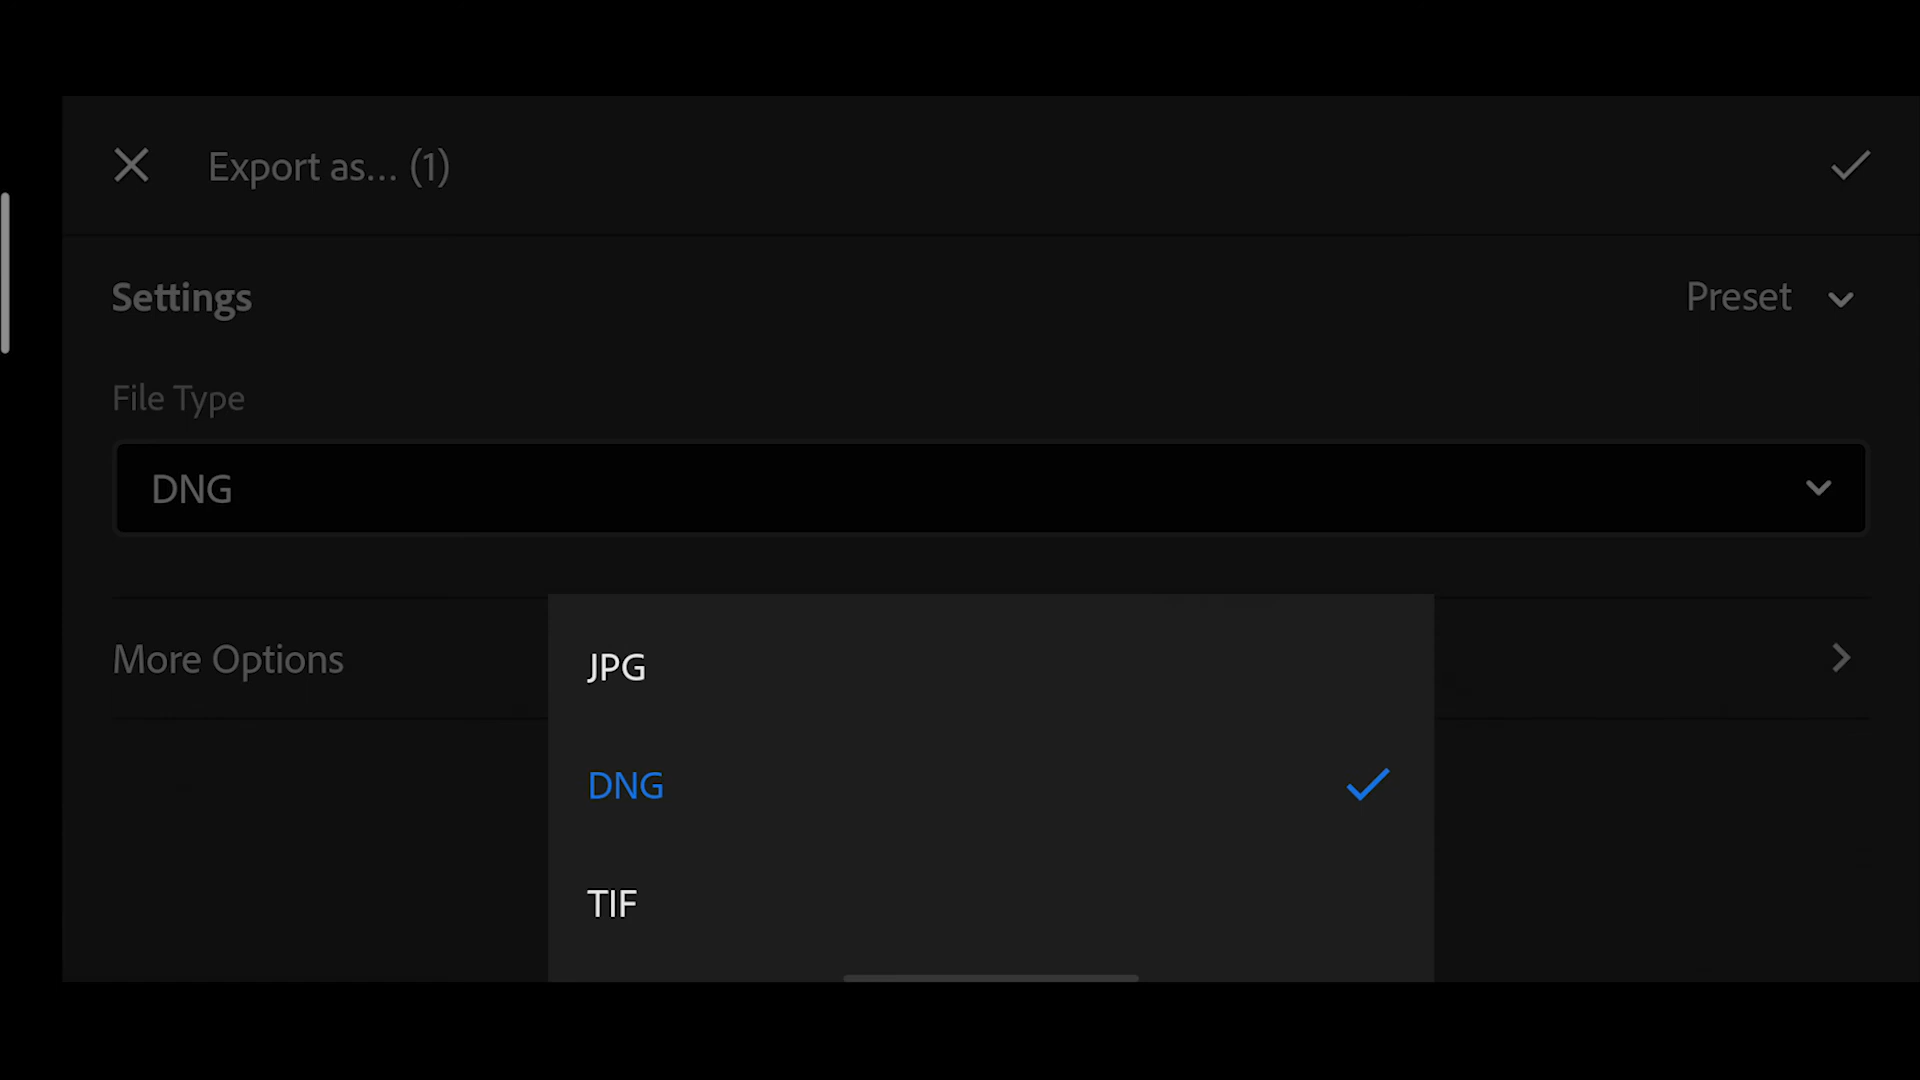 Export as... (1)
Settings
Preset
File Type
DNG
More Options
JPG
DNG
TIF